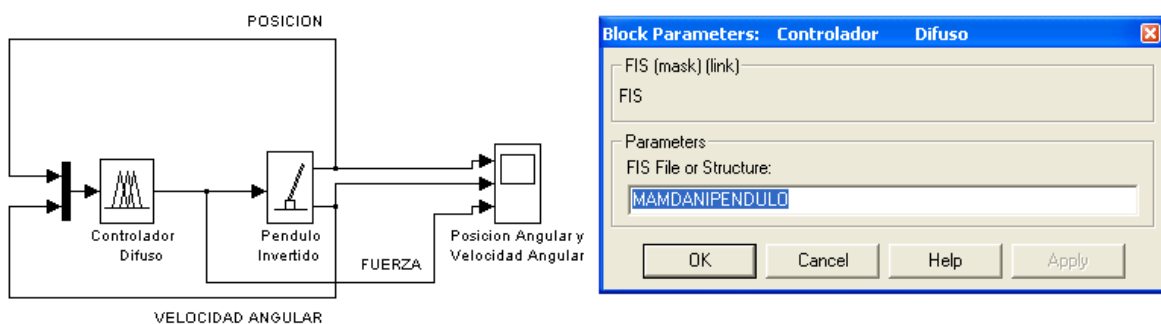 POSICION
Controlador
Difuso
Pendulo
Invertido
Posicion Angular y
Velocidad Angular
FUERZA
VELOCIDAD ANGULAR
Block Parameters: Controlador Difuso
FIS (mask) (link)
FIS
Parameters
FIS File or Structure:
MAMDANIPENDULO
OK Cancel Help Apply